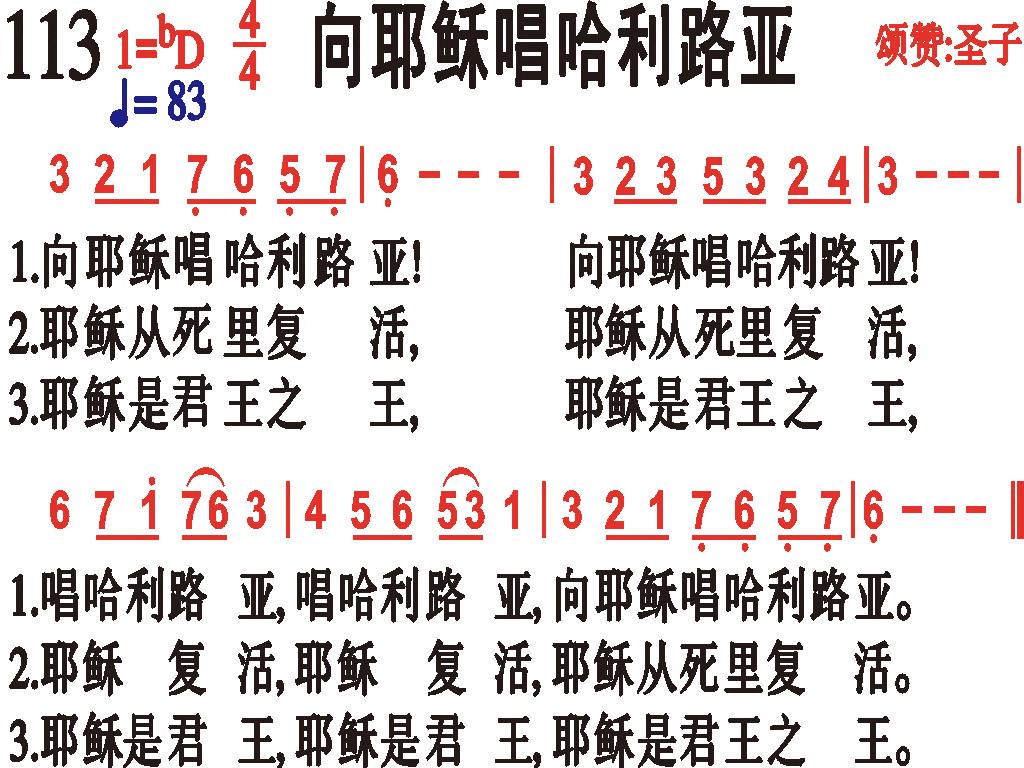 113 1=bD 4/4 向耶稣唱哈利路亚 颂赞:圣子
♩= 83
3 2 1 7̣ 6̣ 5̣ 7̣ | 6̣ - - - | 3 2 3 5 3 2 4 | 3 - - - |
1.向耶稣唱哈利路 亚! 向耶稣唱哈利路亚!
2.耶稣从死里复 活, 耶稣从死里复 活,
3.耶稣是君王之 王, 耶稣是君王之 王,
6 7 1̇ 7 6 3 | 4 5 6 5 3 1 | 3 2 1 7̣ 6̣ 5̣ 7̣ | 6̣ - - - ‖
1.唱哈利路 亚,唱哈利路 亚,向耶稣唱哈利路亚。
2.耶稣 复 活,耶稣 复 活,耶稣从死里复 活。
3.耶稣是君 王,耶稣是君 王,耶稣是君王之 王。